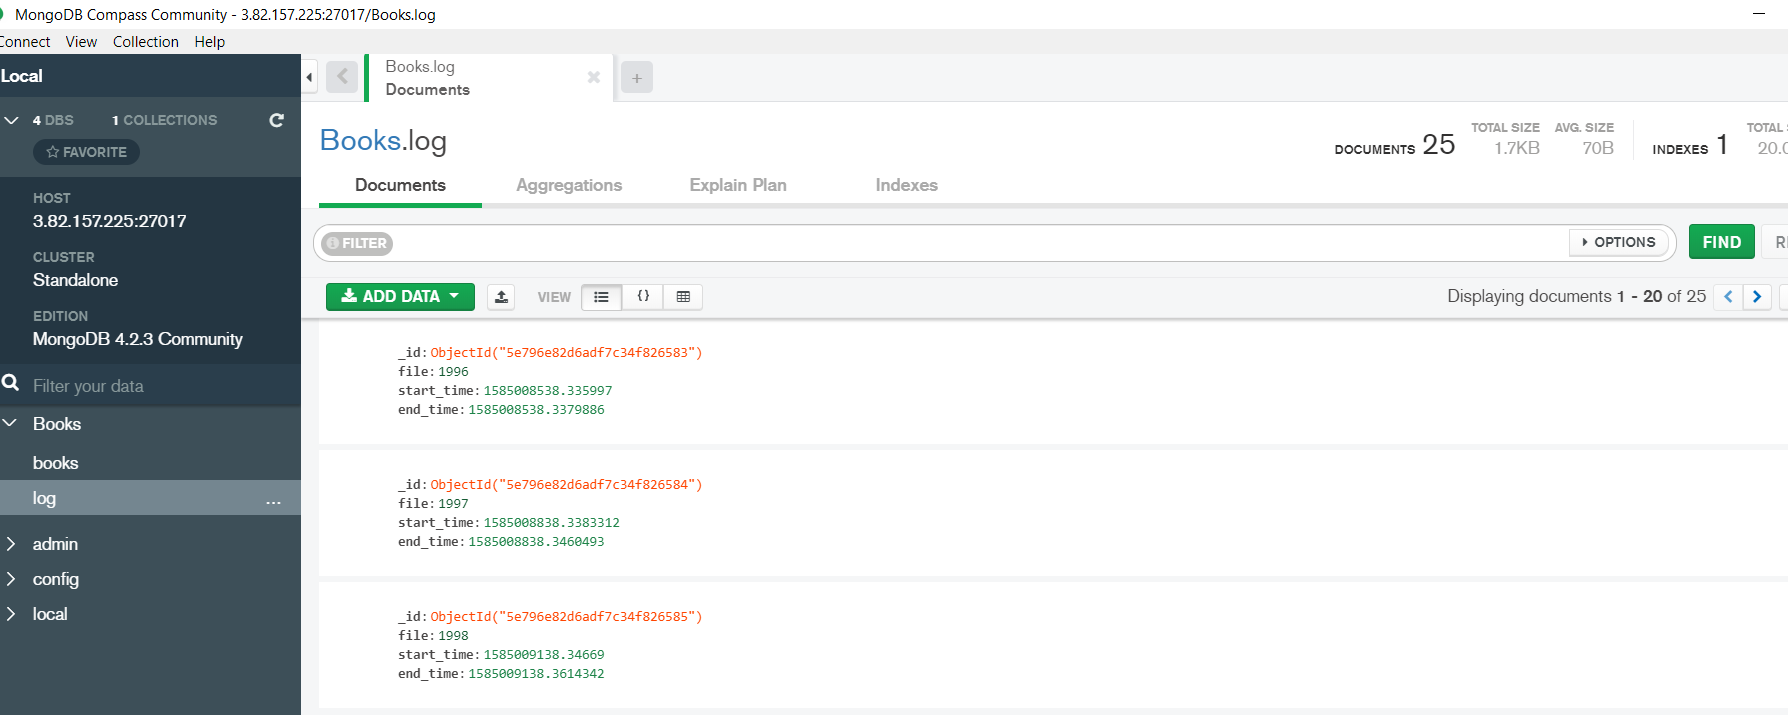 MongoDB Compass Community - 3.82.157.225:27017/Books.log
Connect View Collection Help
Local
4 DBS 1 COLLECTIONS
FAVORITE
HOST
3.82.157.225:27017
CLUSTER
Standalone
EDITION
MongoDB 4.2.3 Community
Filter your data
Books
books
log ...
admin
config
local
Books.log
Documents
Books.log
DOCUMENTS 25 TOTAL SIZE 1.7KB AVG. SIZE 70B INDEXES 1 TOTAL 20.0
Documents Aggregations Explain Plan Indexes
FILTER OPTIONS FIND
ADD DATA VIEW {} Displaying documents 1 - 20 of 25
_id: ObjectId("5e796e82d6adf7c34f826583")
file: 1996
start_time: 1585008538.335997
end_time: 1585008538.3379886
_id: ObjectId("5e796e82d6adf7c34f826584")
file: 1997
start_time: 1585008838.3383312
end_time: 1585008838.3460493
_id: ObjectId("5e796e82d6adf7c34f826585")
file: 1998
start_time: 1585009138.34669
end_time: 1585009138.3614342